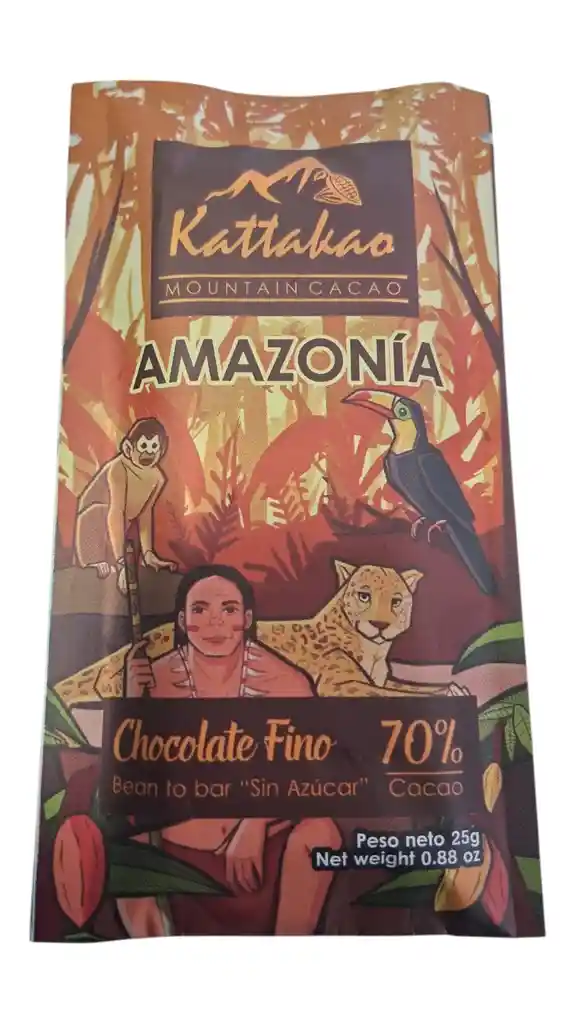 Kattakao
MOUNTAIN CACAO
AMAZONÍA
Chocolate Fino
70%
Bean to bar "Sin Azúcar"
Cacao
Peso neto 25g
Net weight 0.88 oz